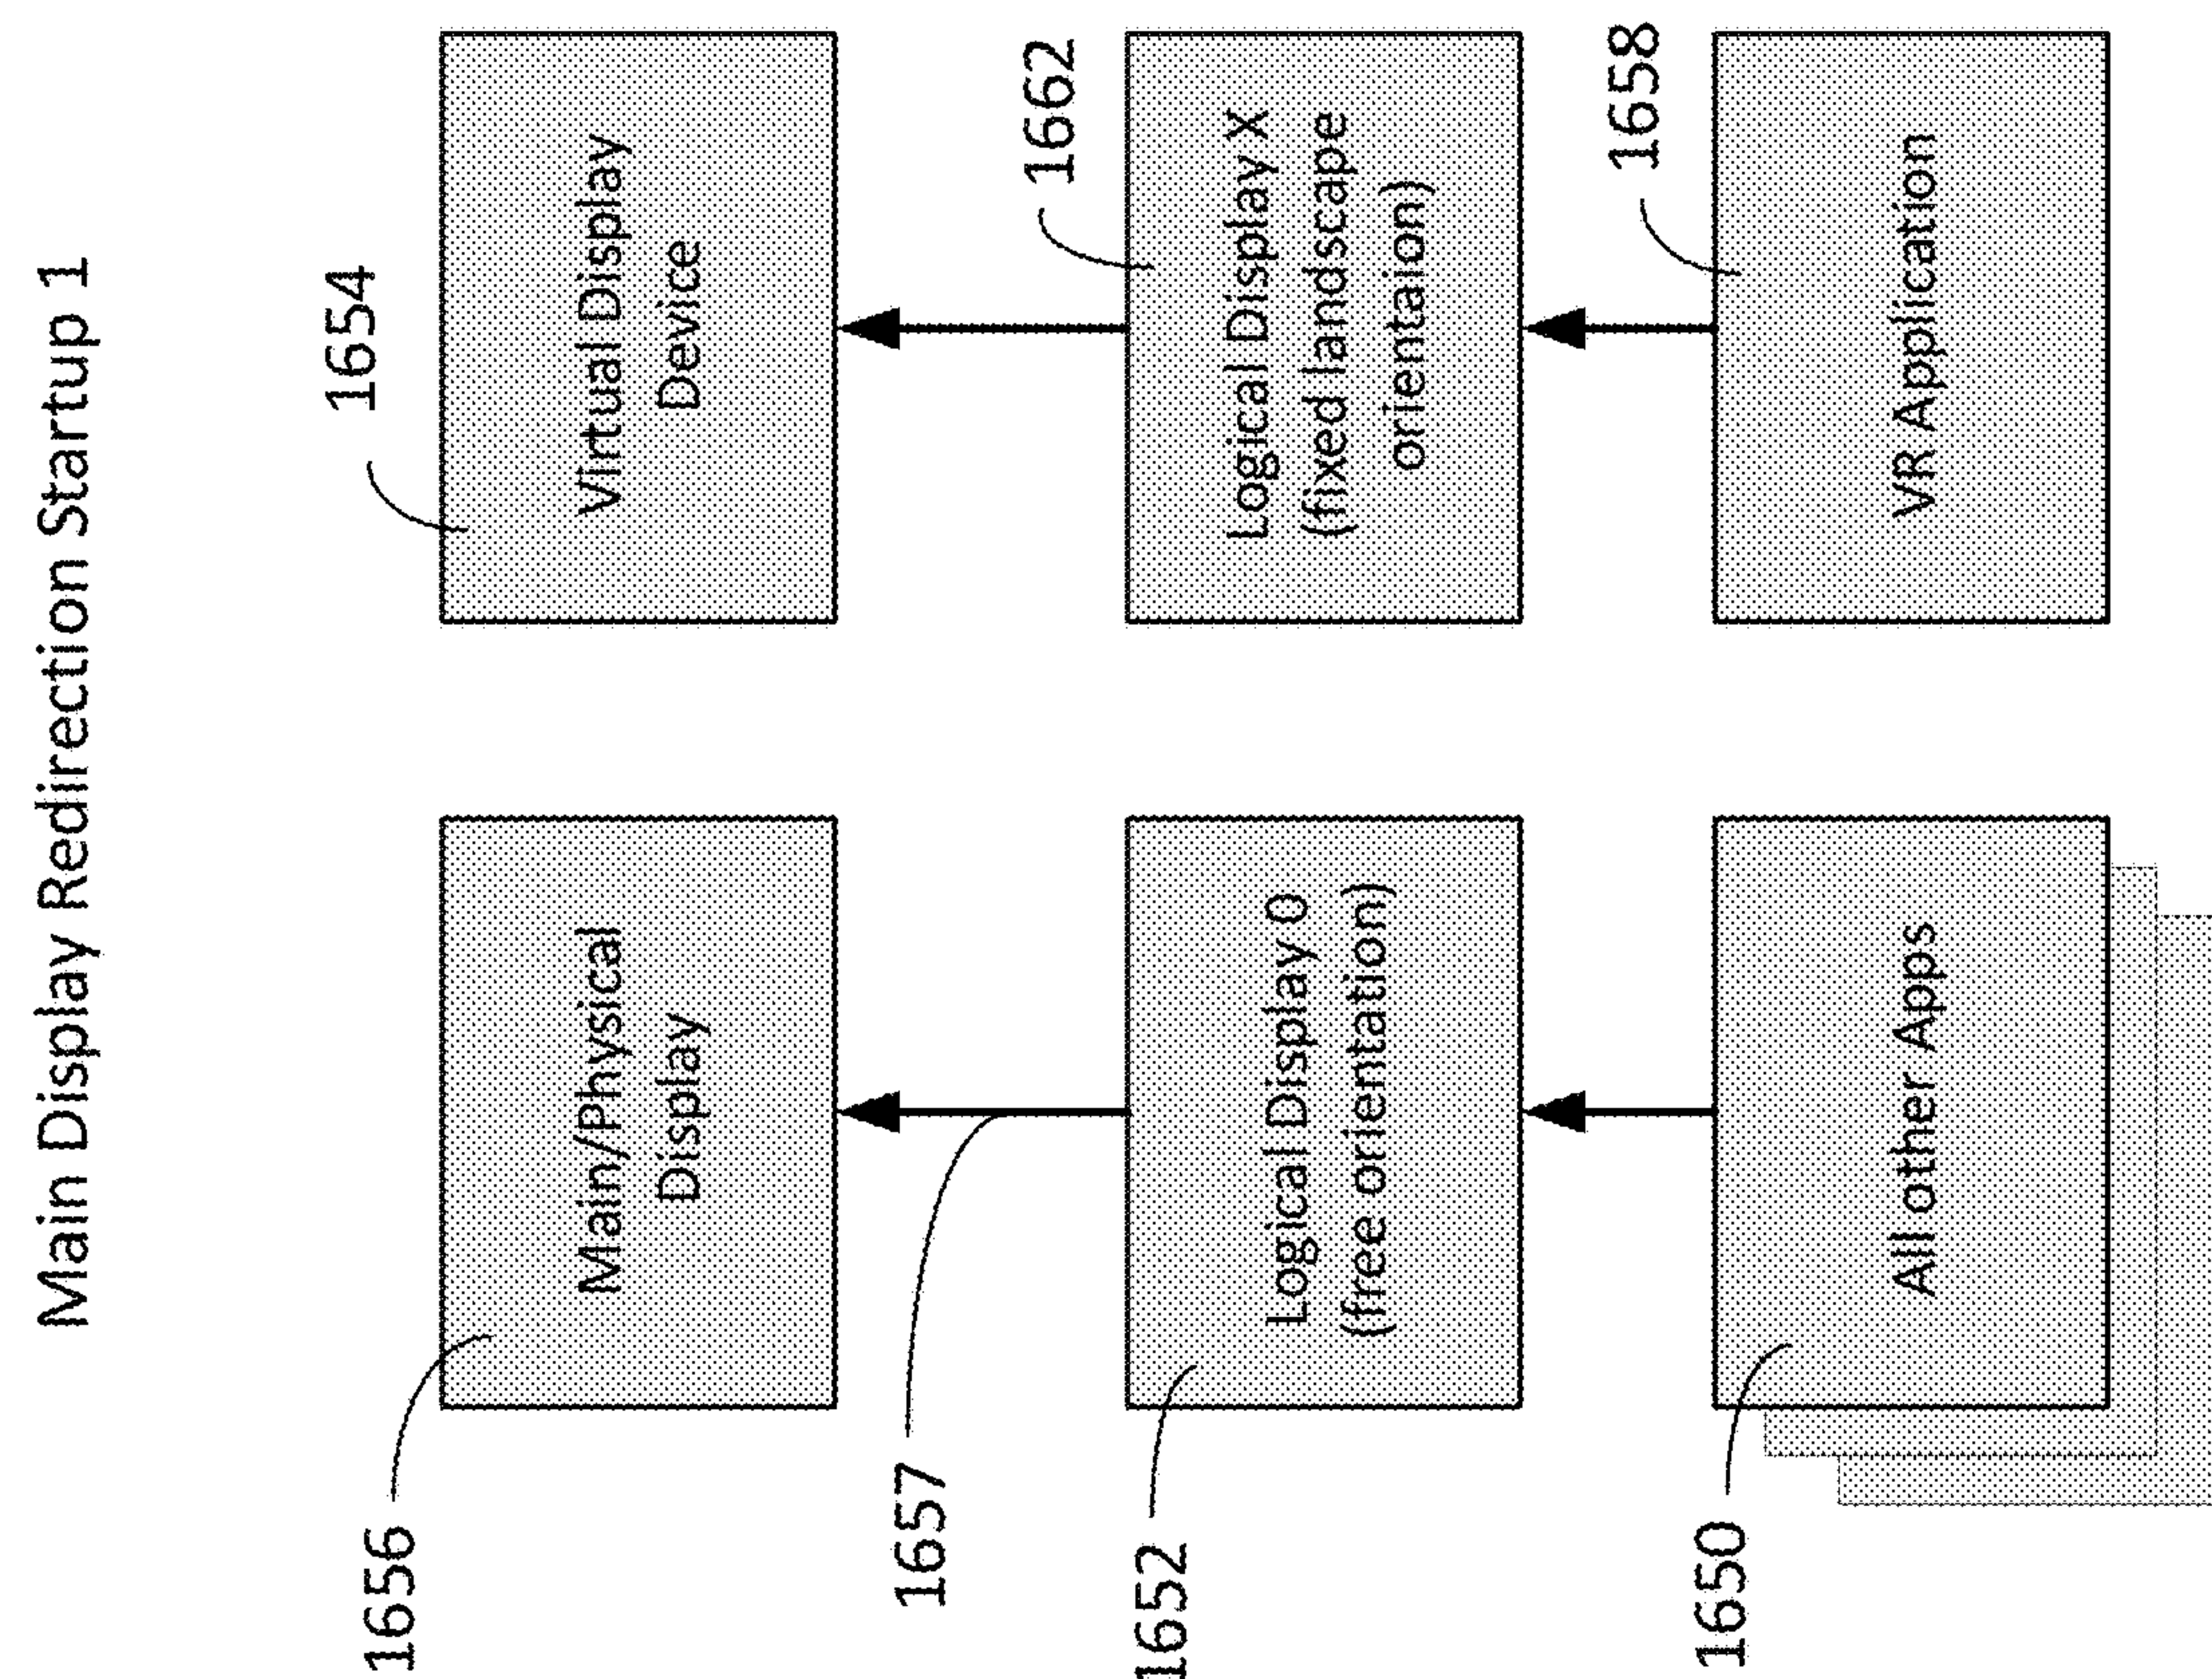 Main Display Redirection Startup 1
1656
Main/Physical
Display
1654
Virtual Display
Device
1657
1652
Logical Display 0
(free orientation)
1662
Logical Display X
(fixed landscape
orientaion)
1650
All other Apps
1658
VR Application